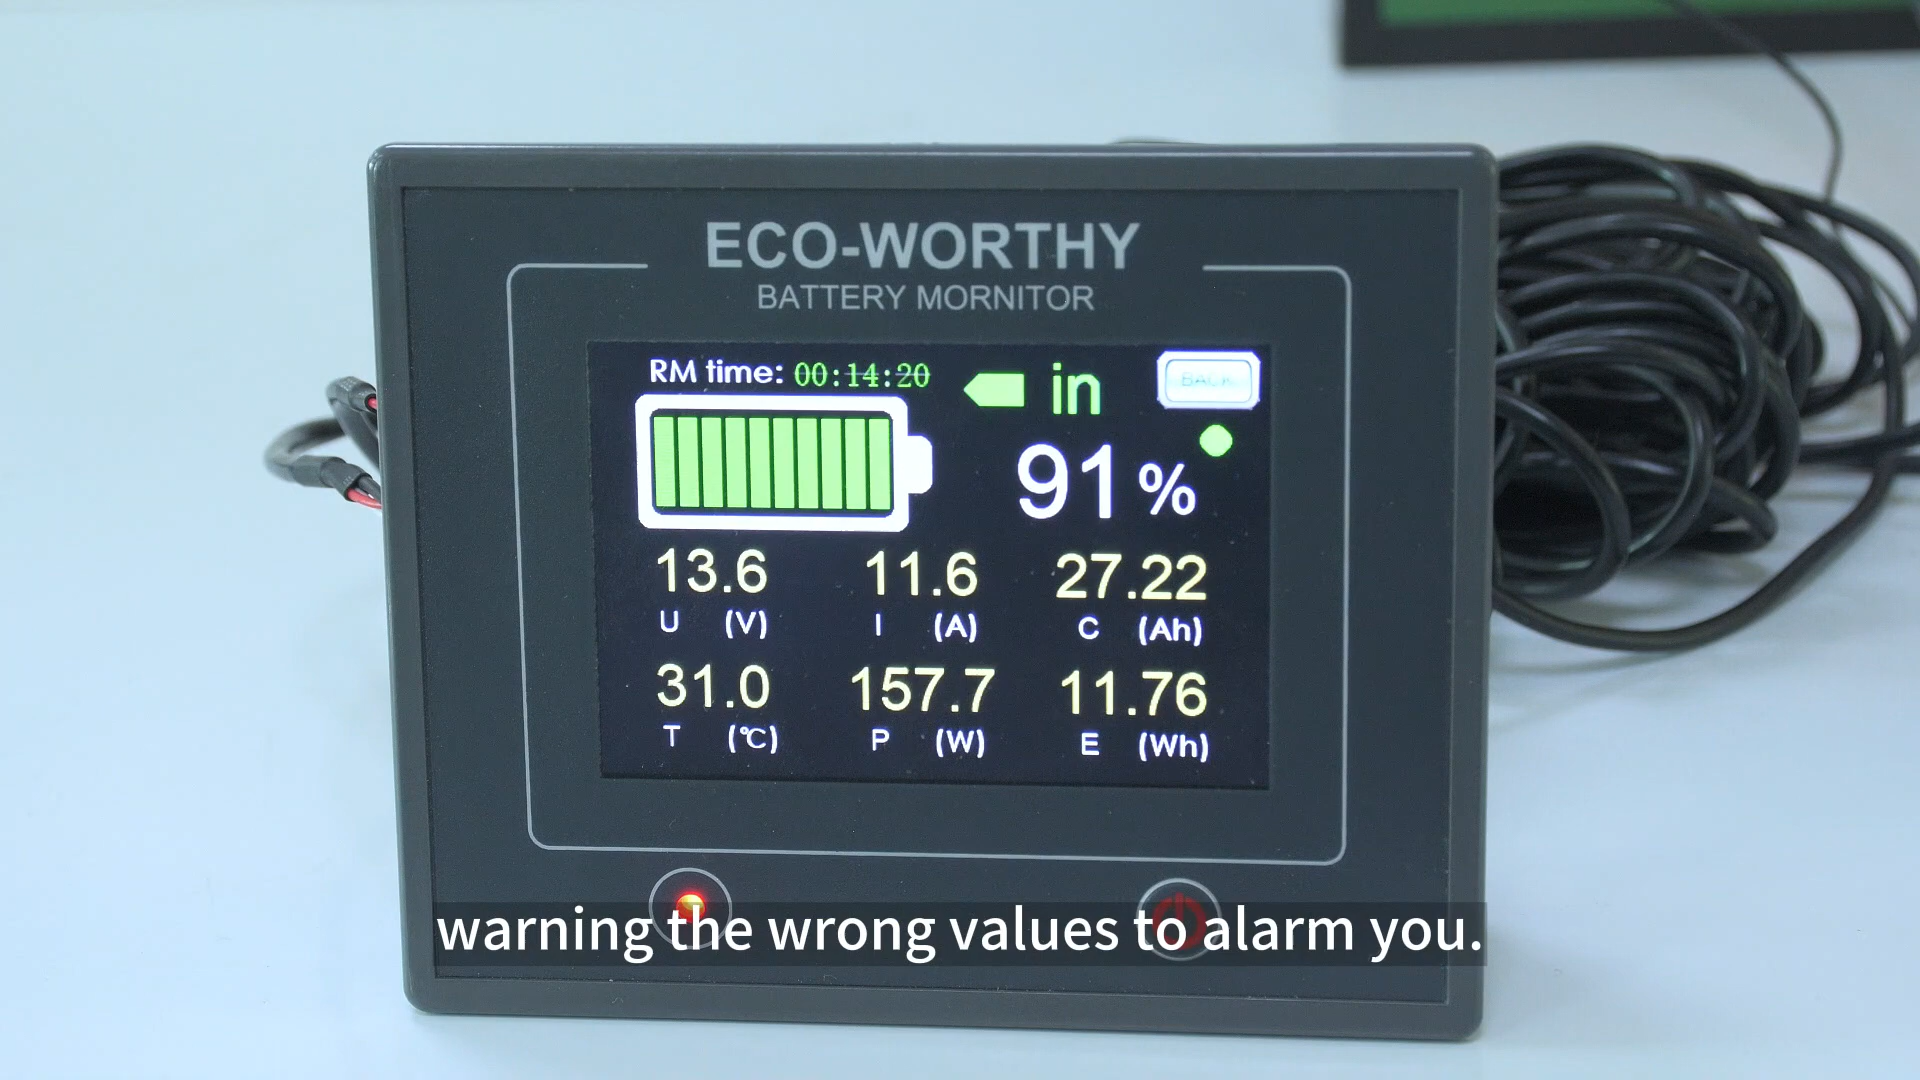 ECO-WORTHY
BATTERY MORNITOR
RM time: 00:14:20
in
BACK
91 %
13.6 11.6 27.22
U (V) I (A) C (Ah)
31.0 157.7 11.76
T (℃) P (W) E (Wh)
warning the wrong values to alarm you.